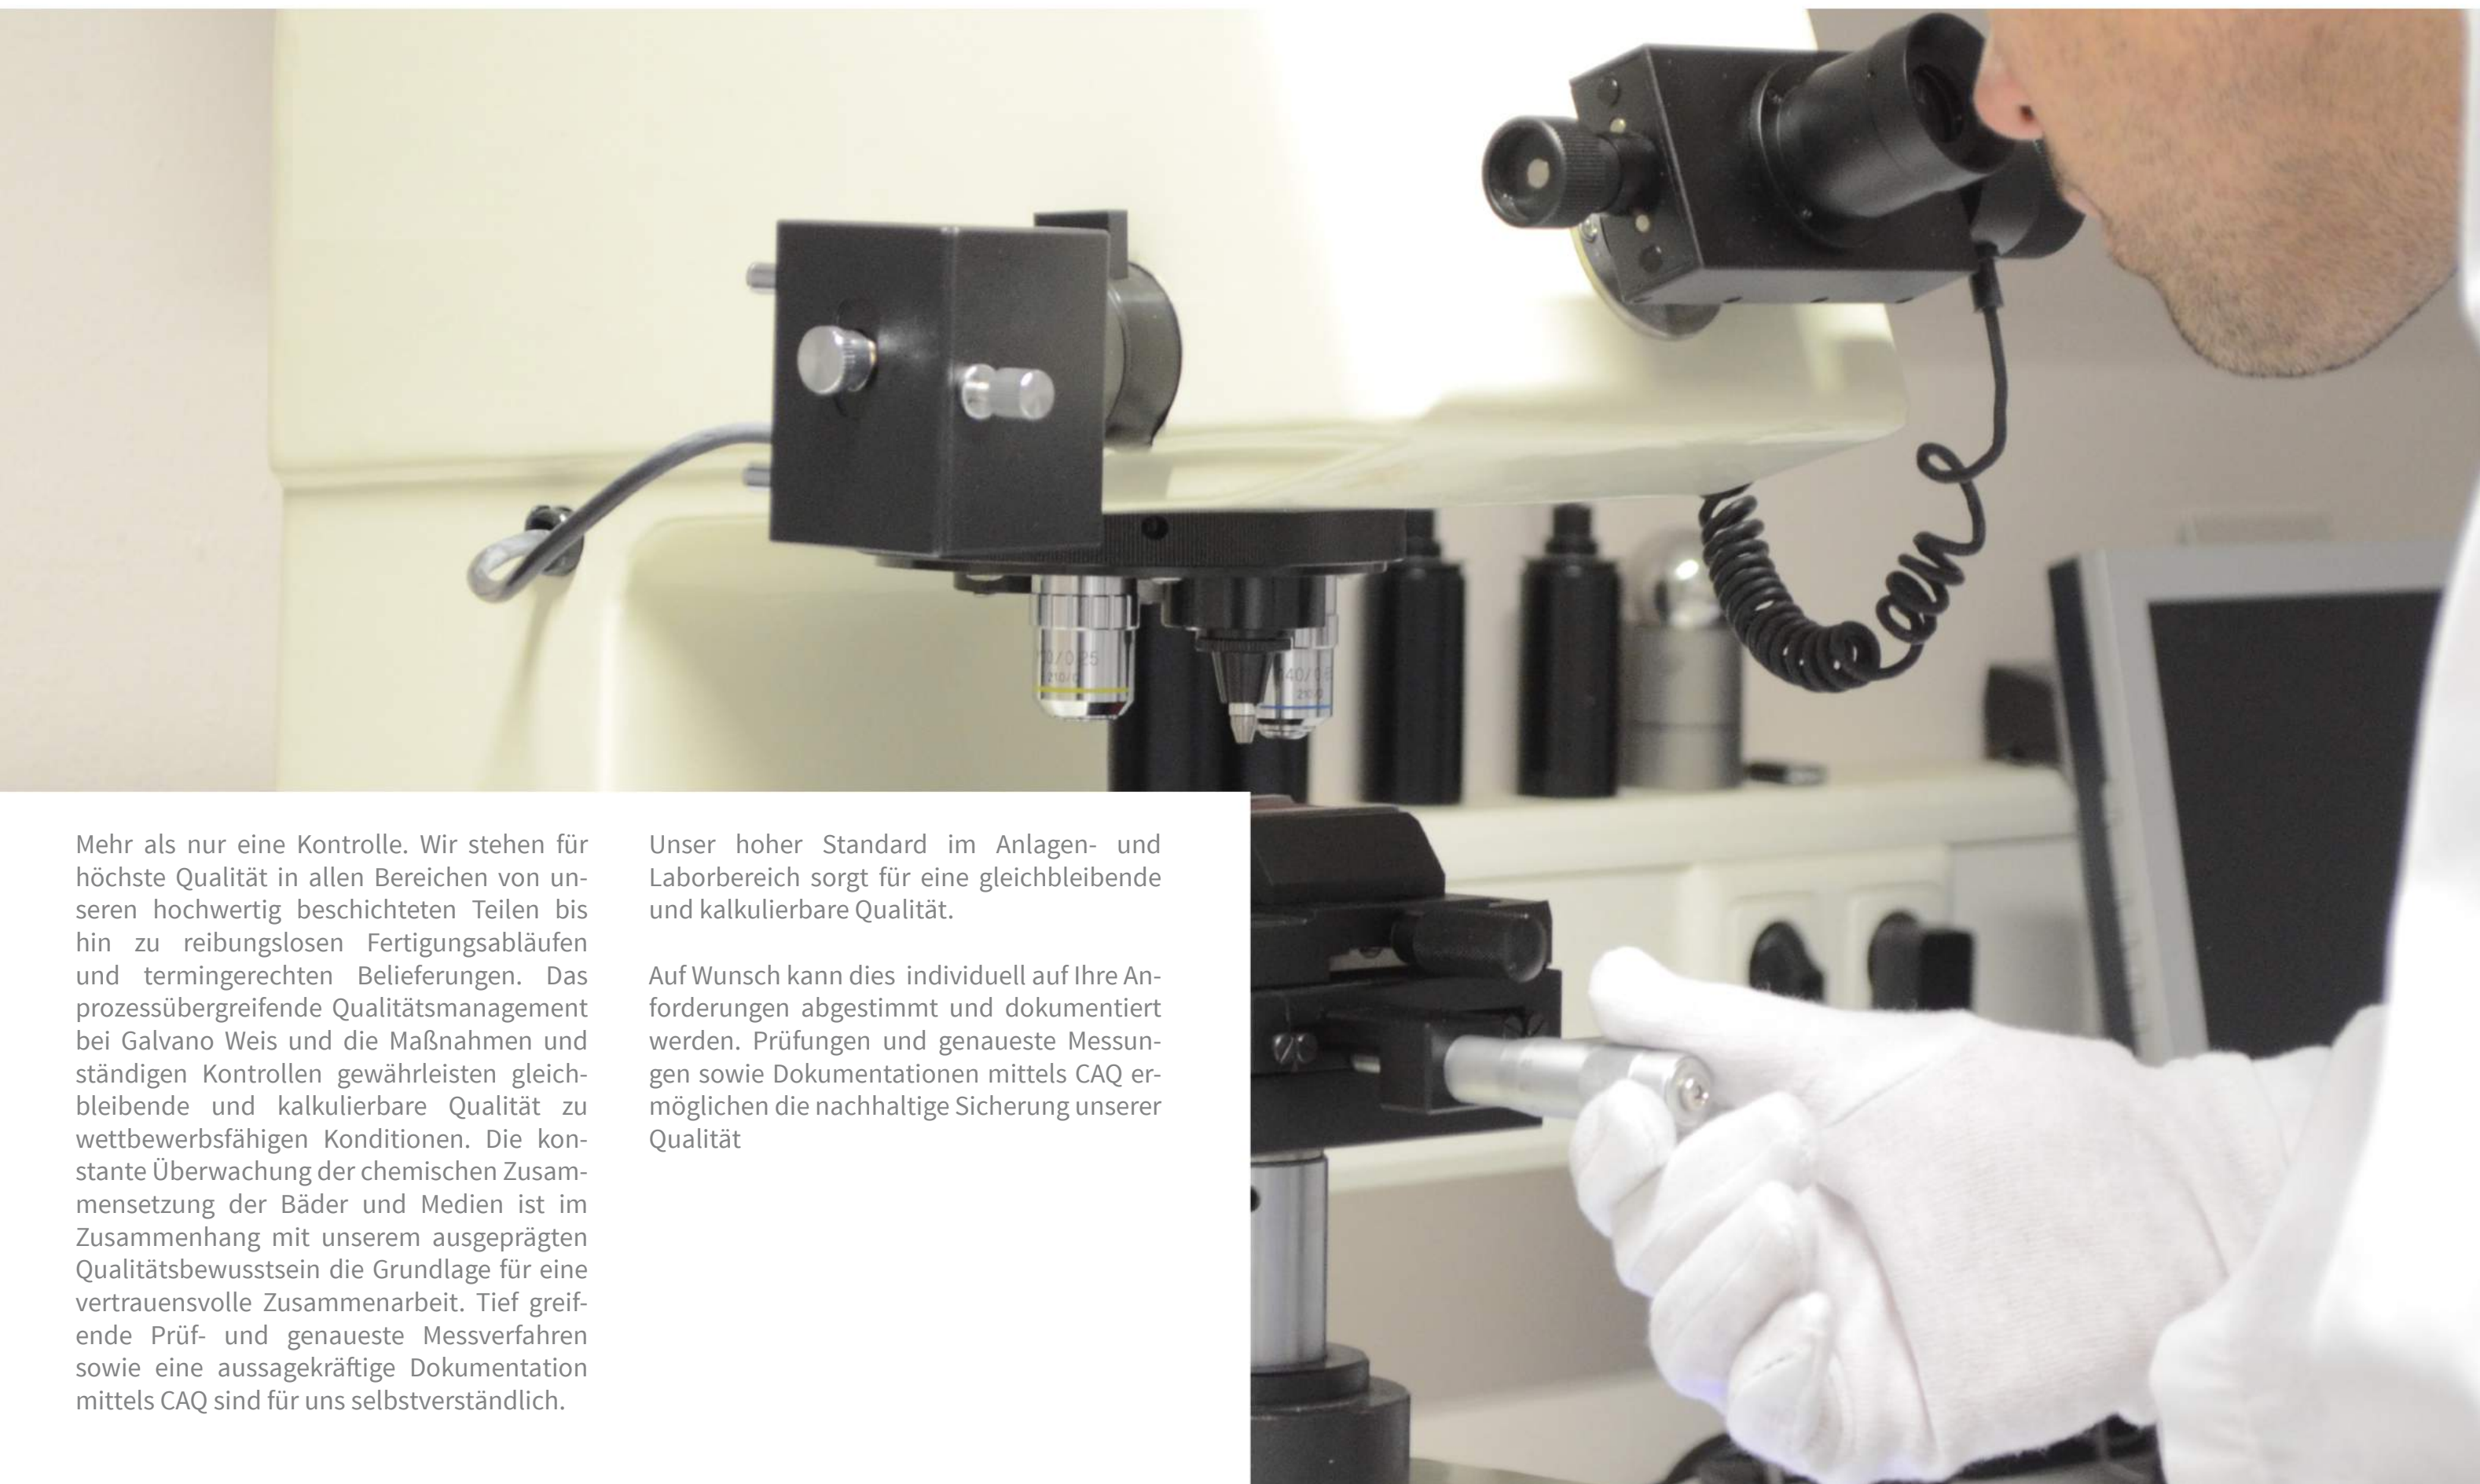 Mehr als nur eine Kontrolle. Wir stehen für
höchste Qualität in allen Bereichen von un-
seren hochwertig beschichteten Teilen bis
hin zu reibungslosen Fertigungsabläufen
und termingerechten Belieferungen. Das
prozessübergreifende Qualitätsmanagement
bei Galvano Weis und die Maßnahmen und
ständigen Kontrollen gewährleisten gleich-
bleibende und kalkulierbare Qualität zu
wettbewerbsfähigen Konditionen. Die kon-
stante Überwachung der chemischen Zusam-
mensetzung der Bäder und Medien ist im
Zusammenhang mit unserem ausgeprägten
Qualitätsbewusstsein die Grundlage für eine
vertrauensvolle Zusammenarbeit. Tief greif-
ende Prüf- und genaueste Messverfahren
sowie eine aussagekräftige Dokumentation
mittels CAQ sind für uns selbstverständlich.
Unser hoher Standard im Anlagen- und
Laborbereich sorgt für eine gleichbleibende
und kalkulierbare Qualität.
Auf Wunsch kann dies individuell auf Ihre An-
forderungen abgestimmt und dokumentiert
werden. Prüfungen und genaueste Messun-
gen sowie Dokumentationen mittels CAQ er-
möglichen die nachhaltige Sicherung unserer
Qualität